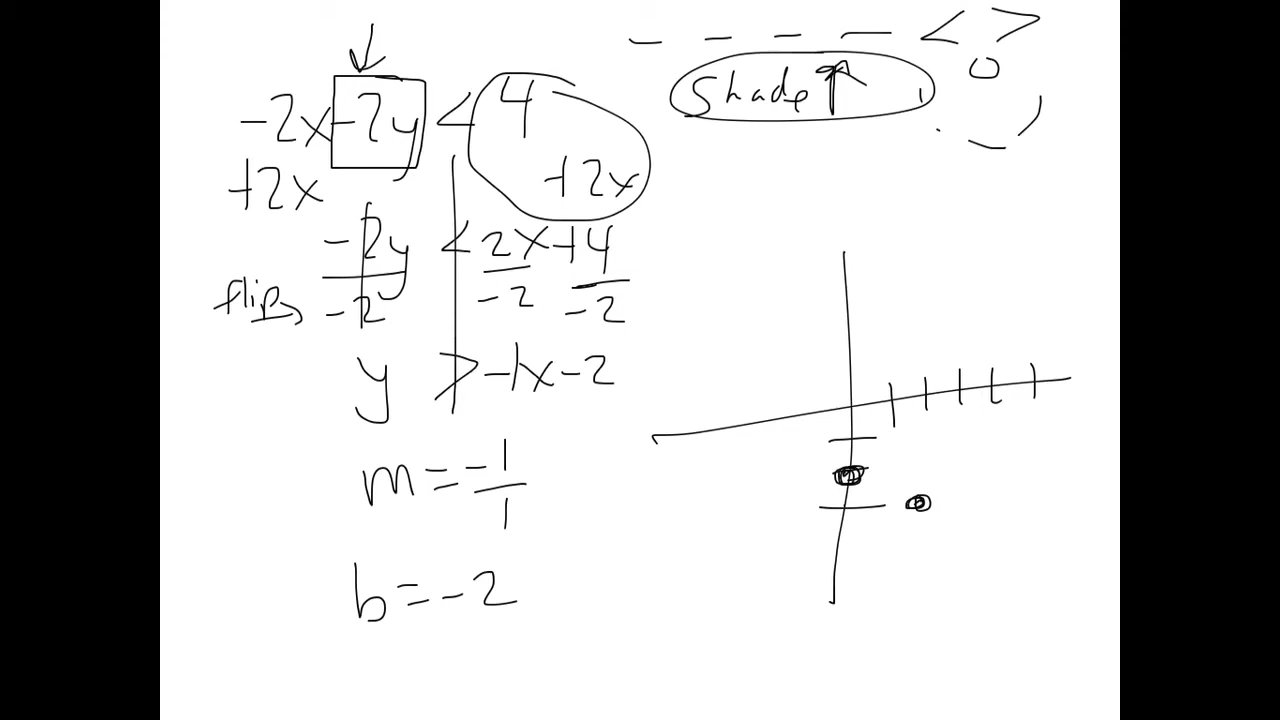 - - - - < >
Shade ↑
-2x-2y < 4
+2x +2x
-2y < 2x+4
flip -2 -2 -2
y > -1x-2
m = -1/1
b = -2